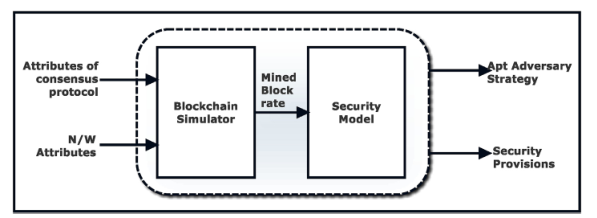 Attributes of
consensus
protocol
N/W
Attributes
Blockchain
Simulator
Mined
Block
rate
Security
Model
Apt Adversary
Strategy
Security
Provisions